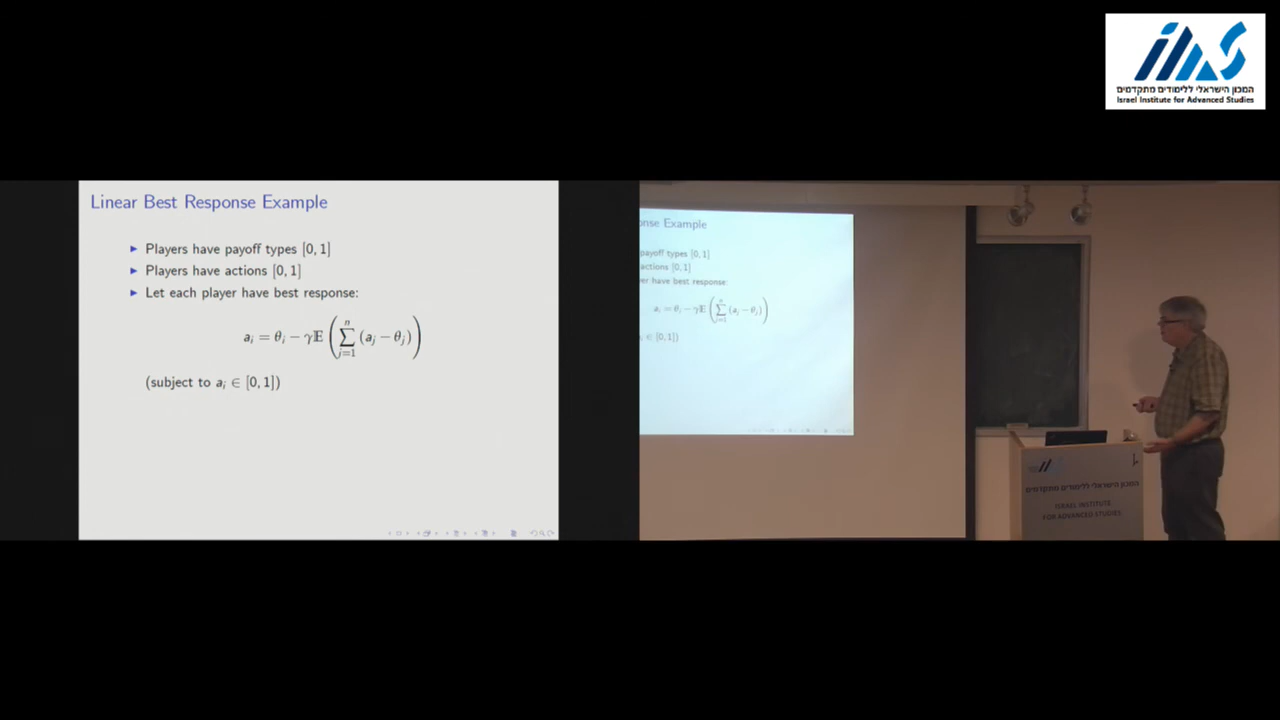 המכון הישראלי ללימודים מתקדמים
Israel Institute for Advanced Studies
Linear Best Response Example
▶ Players have payoff types [0, 1]
▶ Players have actions [0, 1]
▶ Let each player have best response:
a_i = θ_i − γ𝔼 ( ∑_{j=1}^{n} (a_j − θ_j) )
(subject to a_i ∈ [0, 1])
nse Example
payoff types [0, 1]
actions [0, 1]
er have best response:
a_i = θ_i − γ𝔼 ( ∑_{j=1}^{n} (a_j − θ_j) )
∈ [0, 1])
המכון הישראלי ללימודים מתקדמים
ISRAEL INSTITUTE
FOR ADVANCED STUDIES